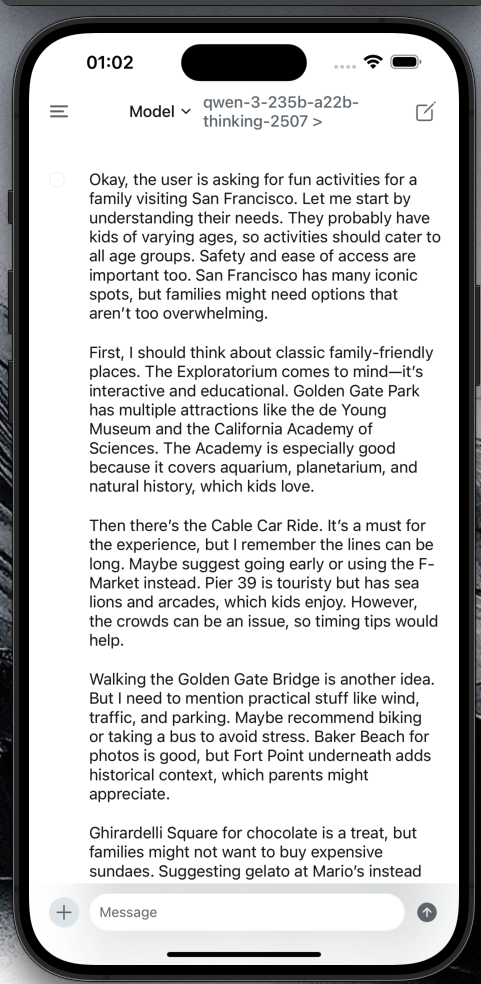 01:02
Model
qwen-3-235b-a22b-
thinking-2507 >
Okay, the user is asking for fun activities for a
family visiting San Francisco. Let me start by
understanding their needs. They probably have
kids of varying ages, so activities should cater to
all age groups. Safety and ease of access are
important too. San Francisco has many iconic
spots, but families might need options that
aren’t too overwhelming.
First, I should think about classic family-friendly
places. The Exploratorium comes to mind—it’s
interactive and educational. Golden Gate Park
has multiple attractions like the de Young
Museum and the California Academy of
Sciences. The Academy is especially good
because it covers aquarium, planetarium, and
natural history, which kids love.
Then there’s the Cable Car Ride. It’s a must for
the experience, but I remember the lines can be
long. Maybe suggest going early or using the F-
Market instead. Pier 39 is touristy but has sea
lions and arcades, which kids enjoy. However,
the crowds can be an issue, so timing tips would
help.
Walking the Golden Gate Bridge is another idea.
But I need to mention practical stuff like wind,
traffic, and parking. Maybe recommend biking
or taking a bus to avoid stress. Baker Beach for
photos is good, but Fort Point underneath adds
historical context, which parents might
appreciate.
Ghirardelli Square for chocolate is a treat, but
families might not want to buy expensive
sundaes. Suggesting gelato at Mario’s instead
Message